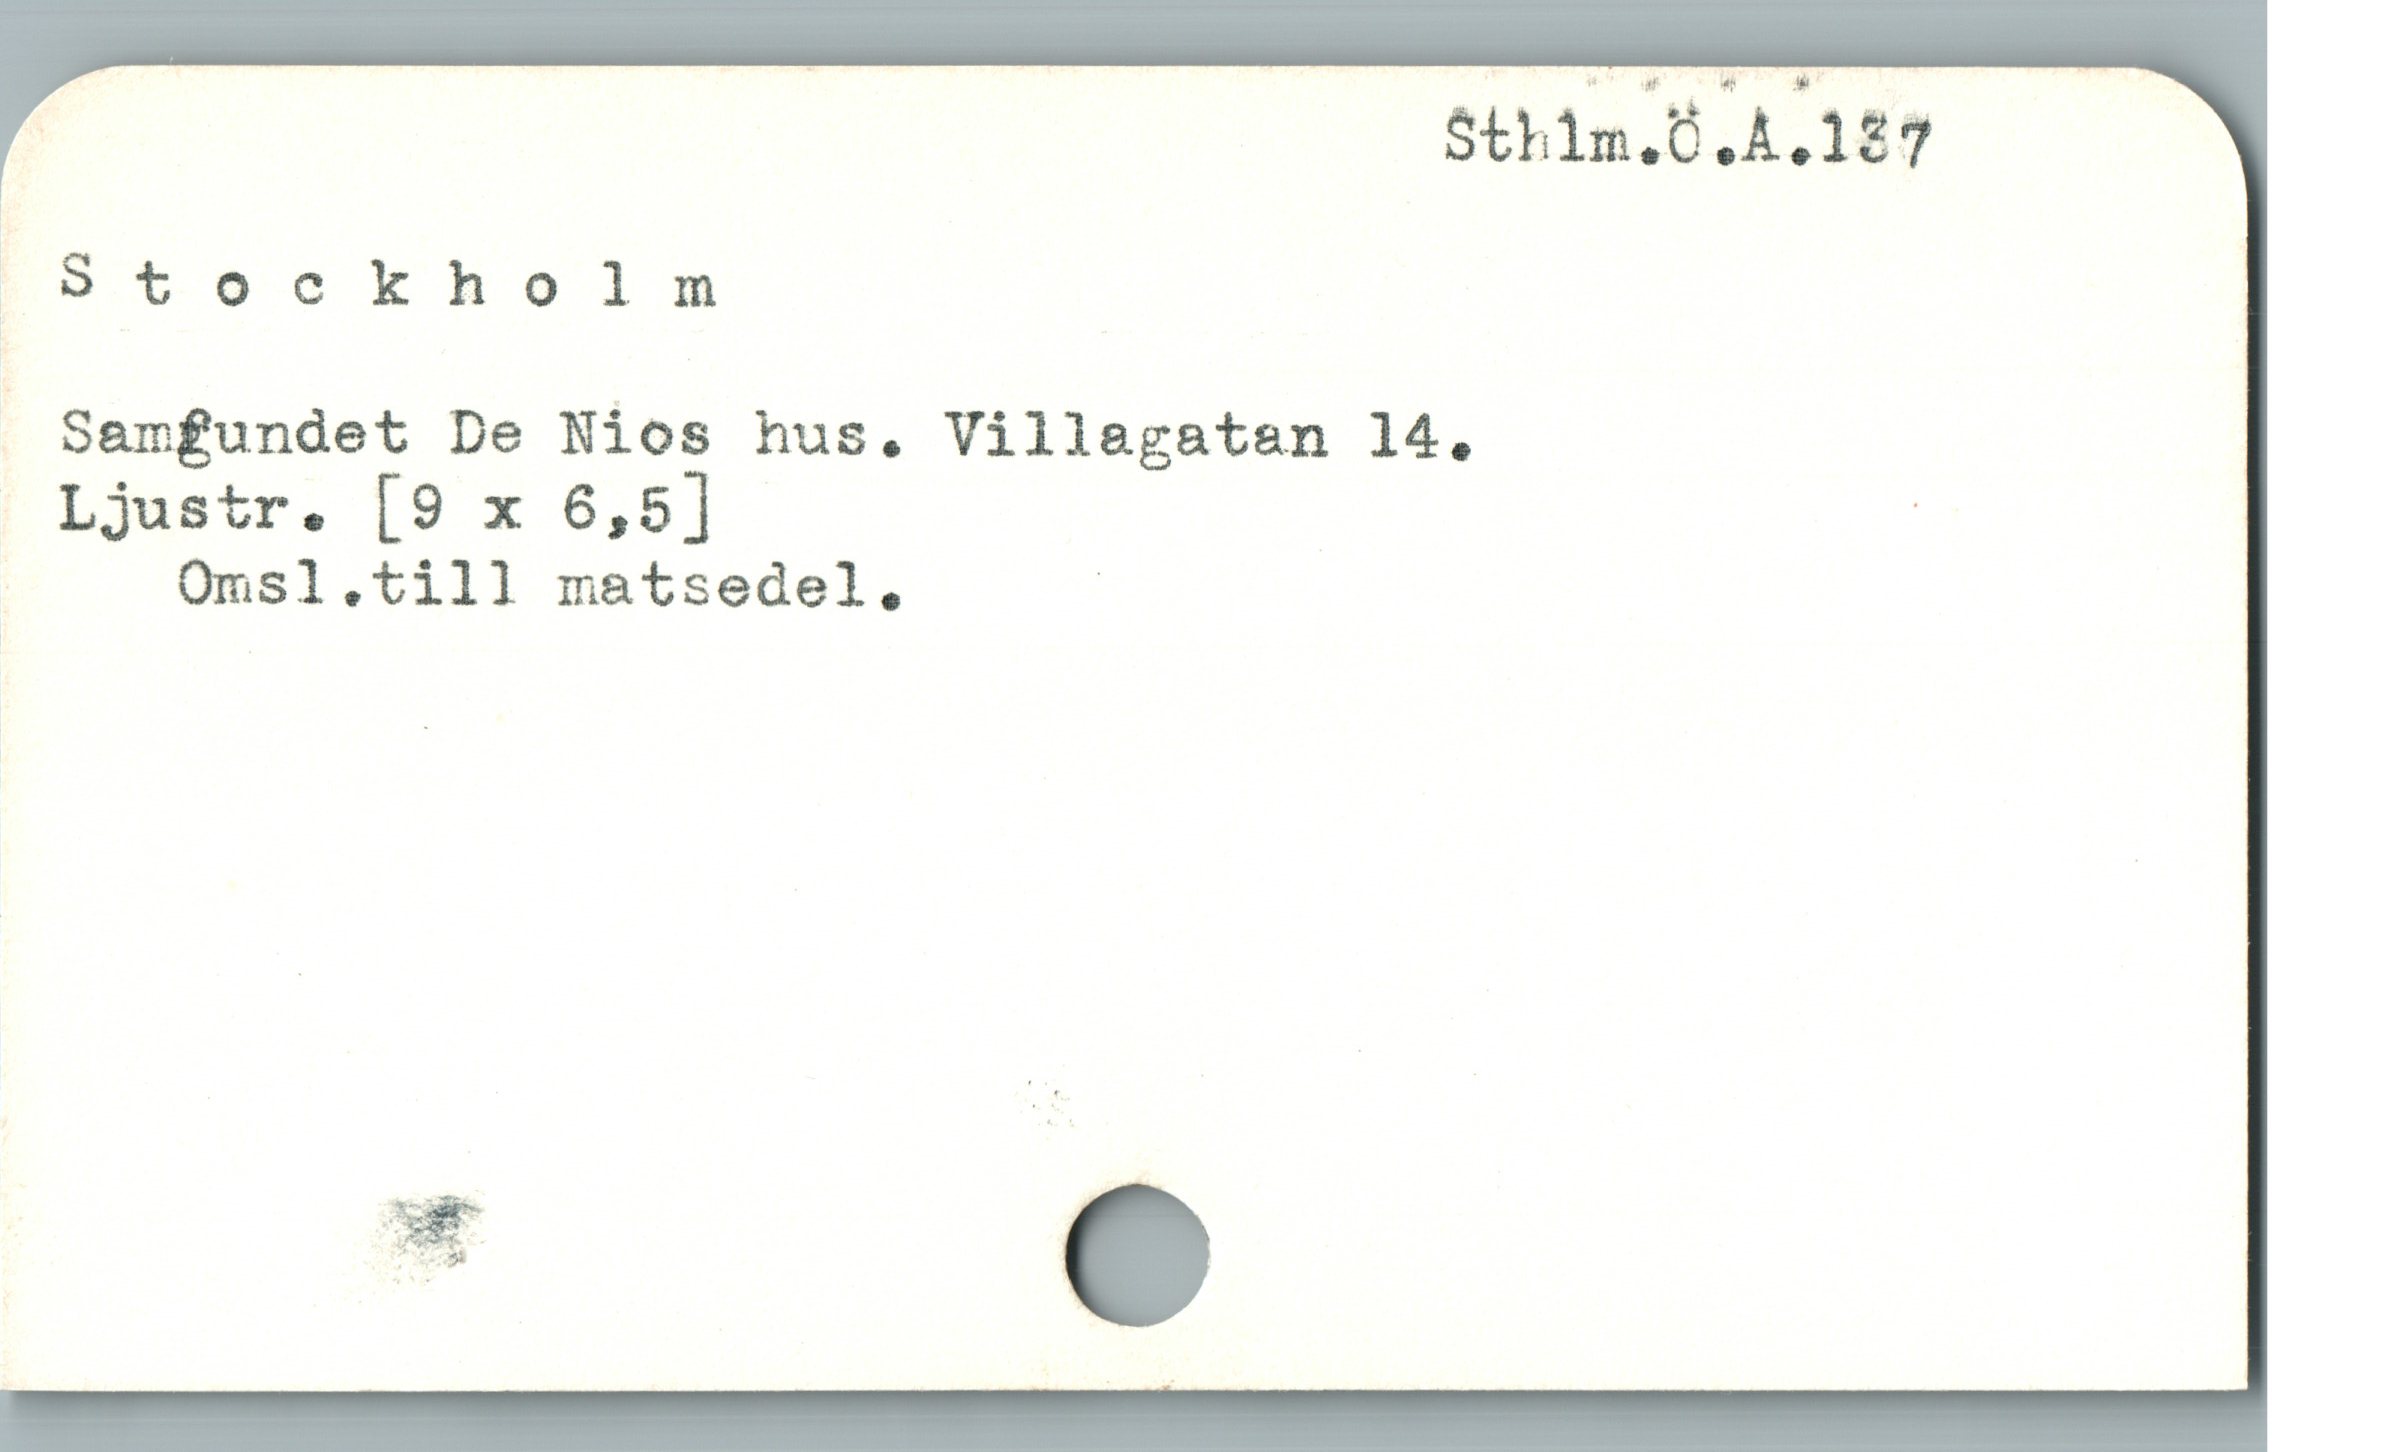 Sthlm.Ö.A.137
S t o c k h o l m
Samfundet De Nios hus. Villagatan 14.
Ljustr. [9 x 6,5]
Omsl.till matsedel.